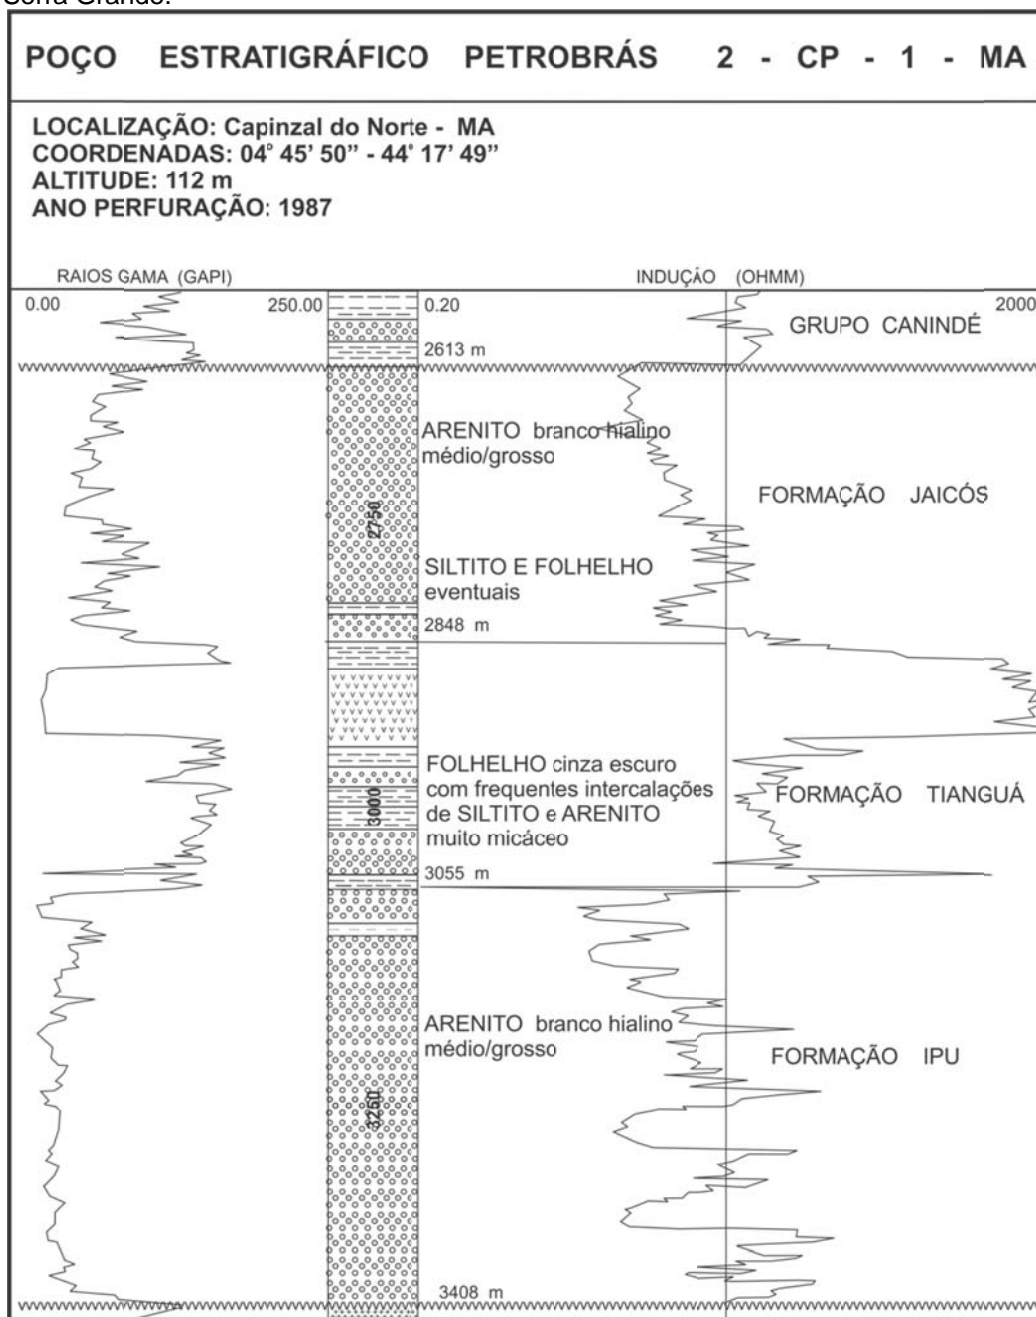 Serra Grande.
POÇO ESTRATIGRÁFICO PETROBRÁS 2 - CP - 1 - MA
LOCALIZAÇÃO: Capinzal do Norte - MA
COORDENADAS: 04° 45' 50” - 44° 17' 49”
ALTITUDE: 112 m
ANO PERFURAÇÃO: 1987
RAIOS GAMA (GAPI)
INDUÇÃO (OHMM)
0.00
250.00
0.20
2000
GRUPO CANINDÉ
2613 m
ARENITO branco hialino
médio/grosso
FORMAÇÃO JAICÓS
2750
SILTITO E FOLHELHO
eventuais
2848 m
FOLHELHO cinza escuro
com frequentes intercalações
de SILTITO e ARENITO
muito micáceo
FORMAÇÃO TIANGUÁ
3000
3055 m
ARENITO branco hialino
médio/grosso
FORMAÇÃO IPU
3250
3408 m